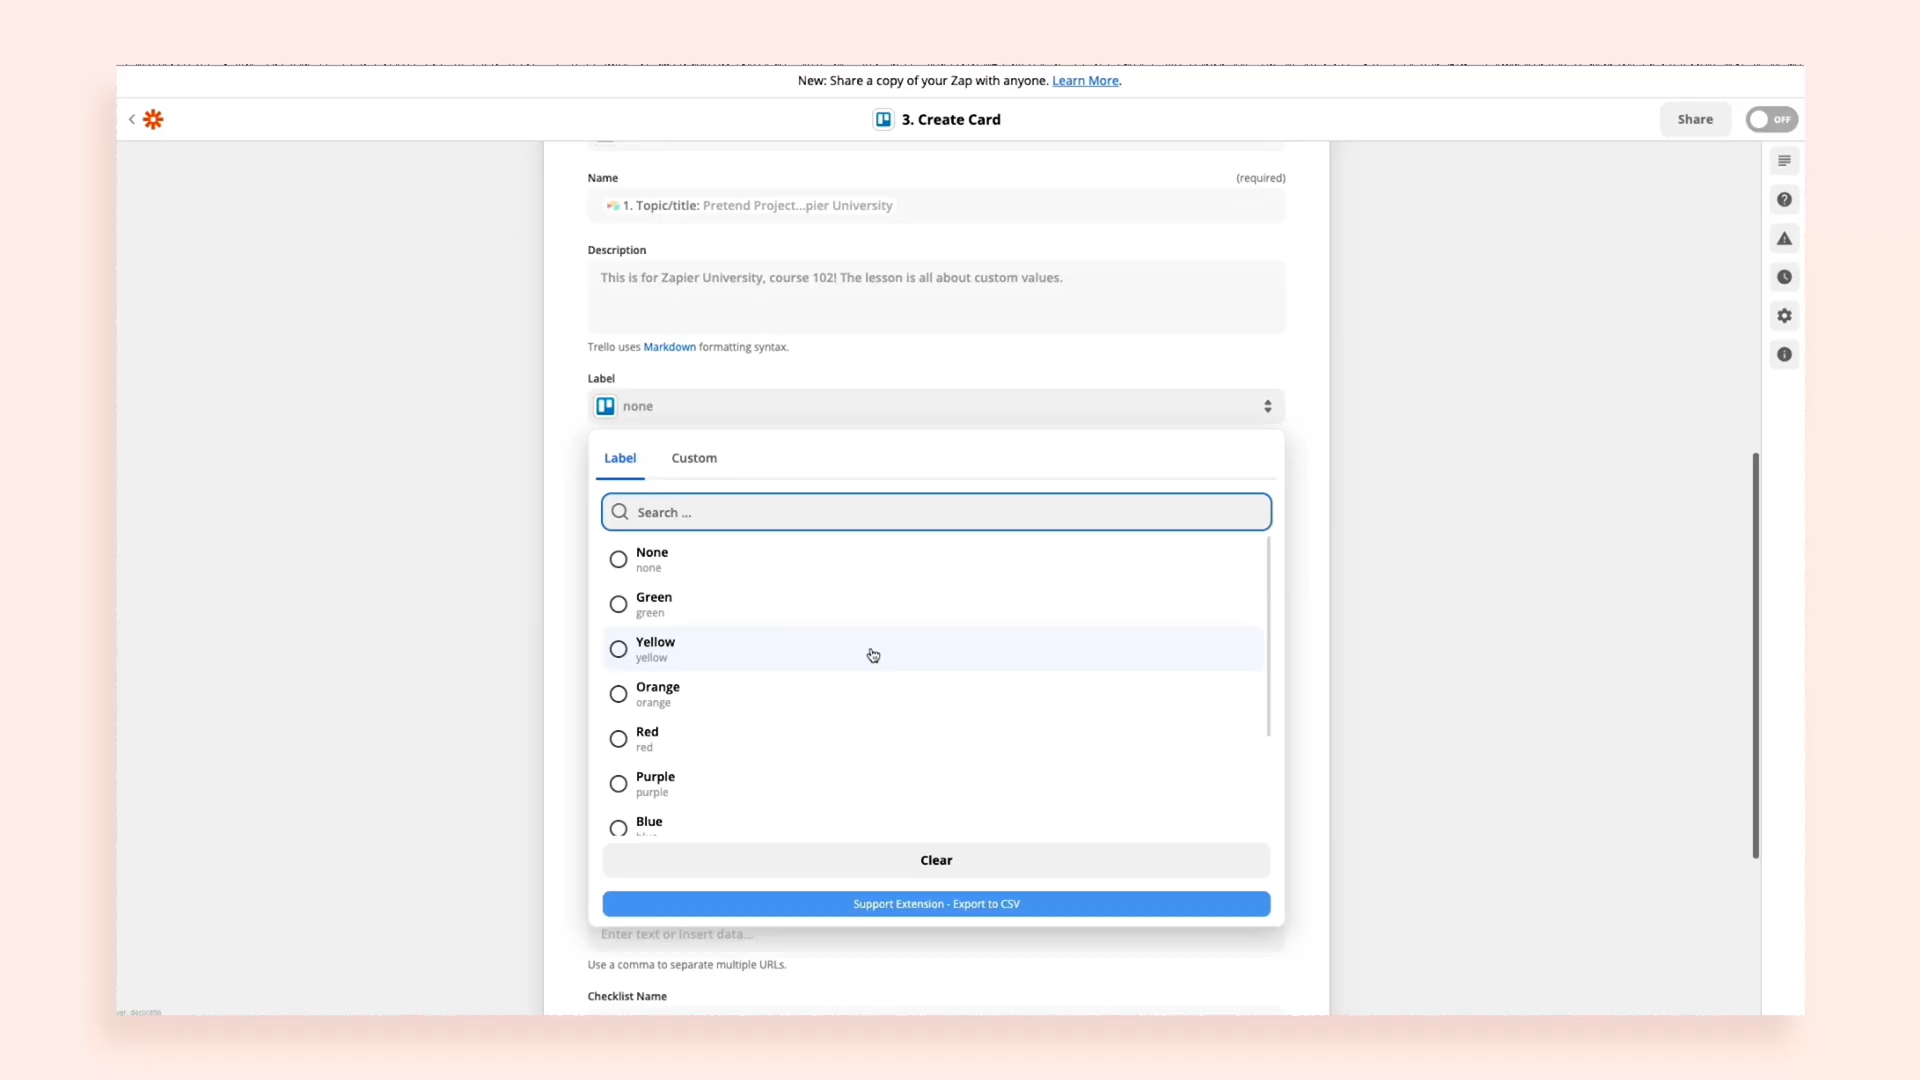 New: Share a copy of your Zap with anyone. Learn More.
3. Create Card
Share
OFF
Name
(required)
1. Topic/title: Pretend Project...pier University
Description
This is for Zapier University, course 102! The lesson is all about custom values.
Trello uses Markdown formatting syntax.
Label
none
Label
Custom
Search ...
None
none
Green
green
Yellow
yellow
Orange
orange
Red
red
Purple
purple
Blue
Clear
Support Extension - Export to CSV
Enter text or insert data...
Use a comma to separate multiple URLs.
Checklist Name